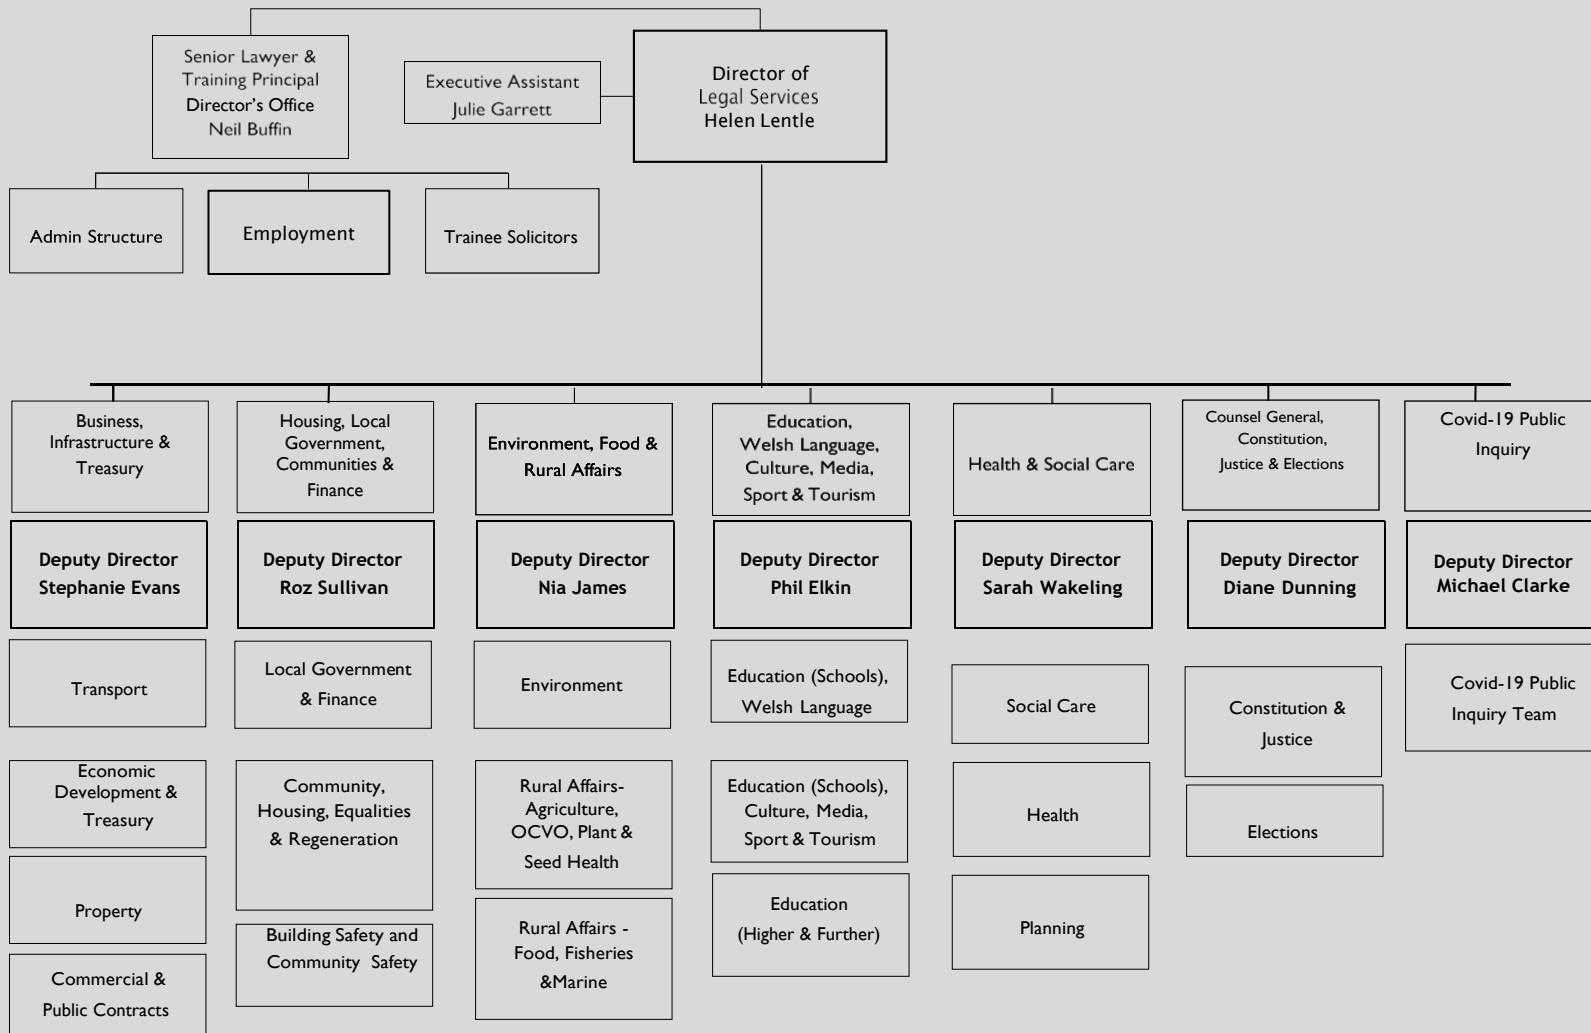 Senior Lawyer &
Training Principal
Director's Office
Neil Buffin
Executive Assistant
Julie Garrett
Director of
Legal Services
Helen Lentle
Admin Structure
Employment
Trainee Solicitors
Business,
Infrastructure &
Treasury
Housing, Local
Government,
Communities &
Finance
Environment, Food &
Rural Affairs
Education,
Welsh Language,
Culture, Media,
Sport & Tourism
Health & Social Care
Counsel General,
Constitution,
Justice & Elections
Covid-19 Public
Inquiry
Deputy Director
Stephanie Evans
Deputy Director
Roz Sullivan
Deputy Director
Nia James
Deputy Director
Phil Elkin
Deputy Director
Sarah Wakeling
Deputy Director
Diane Dunning
Deputy Director
Michael Clarke
Transport
Local Government
& Finance
Environment
Education (Schools),
Welsh Language
Social Care
Constitution &
Justice
Covid-19 Public
Inquiry Team
Economic
Development &
Treasury
Community,
Housing, Equalities
& Regeneration
Rural Affairs-
Agriculture,
OCVO, Plant &
Seed Health
Education (Schools),
Culture, Media,
Sport & Tourism
Health
Elections
Property
Building Safety and
Community Safety
Rural Affairs -
Food, Fisheries
&Marine
Education
(Higher & Further)
Planning
Commercial &
Public Contracts